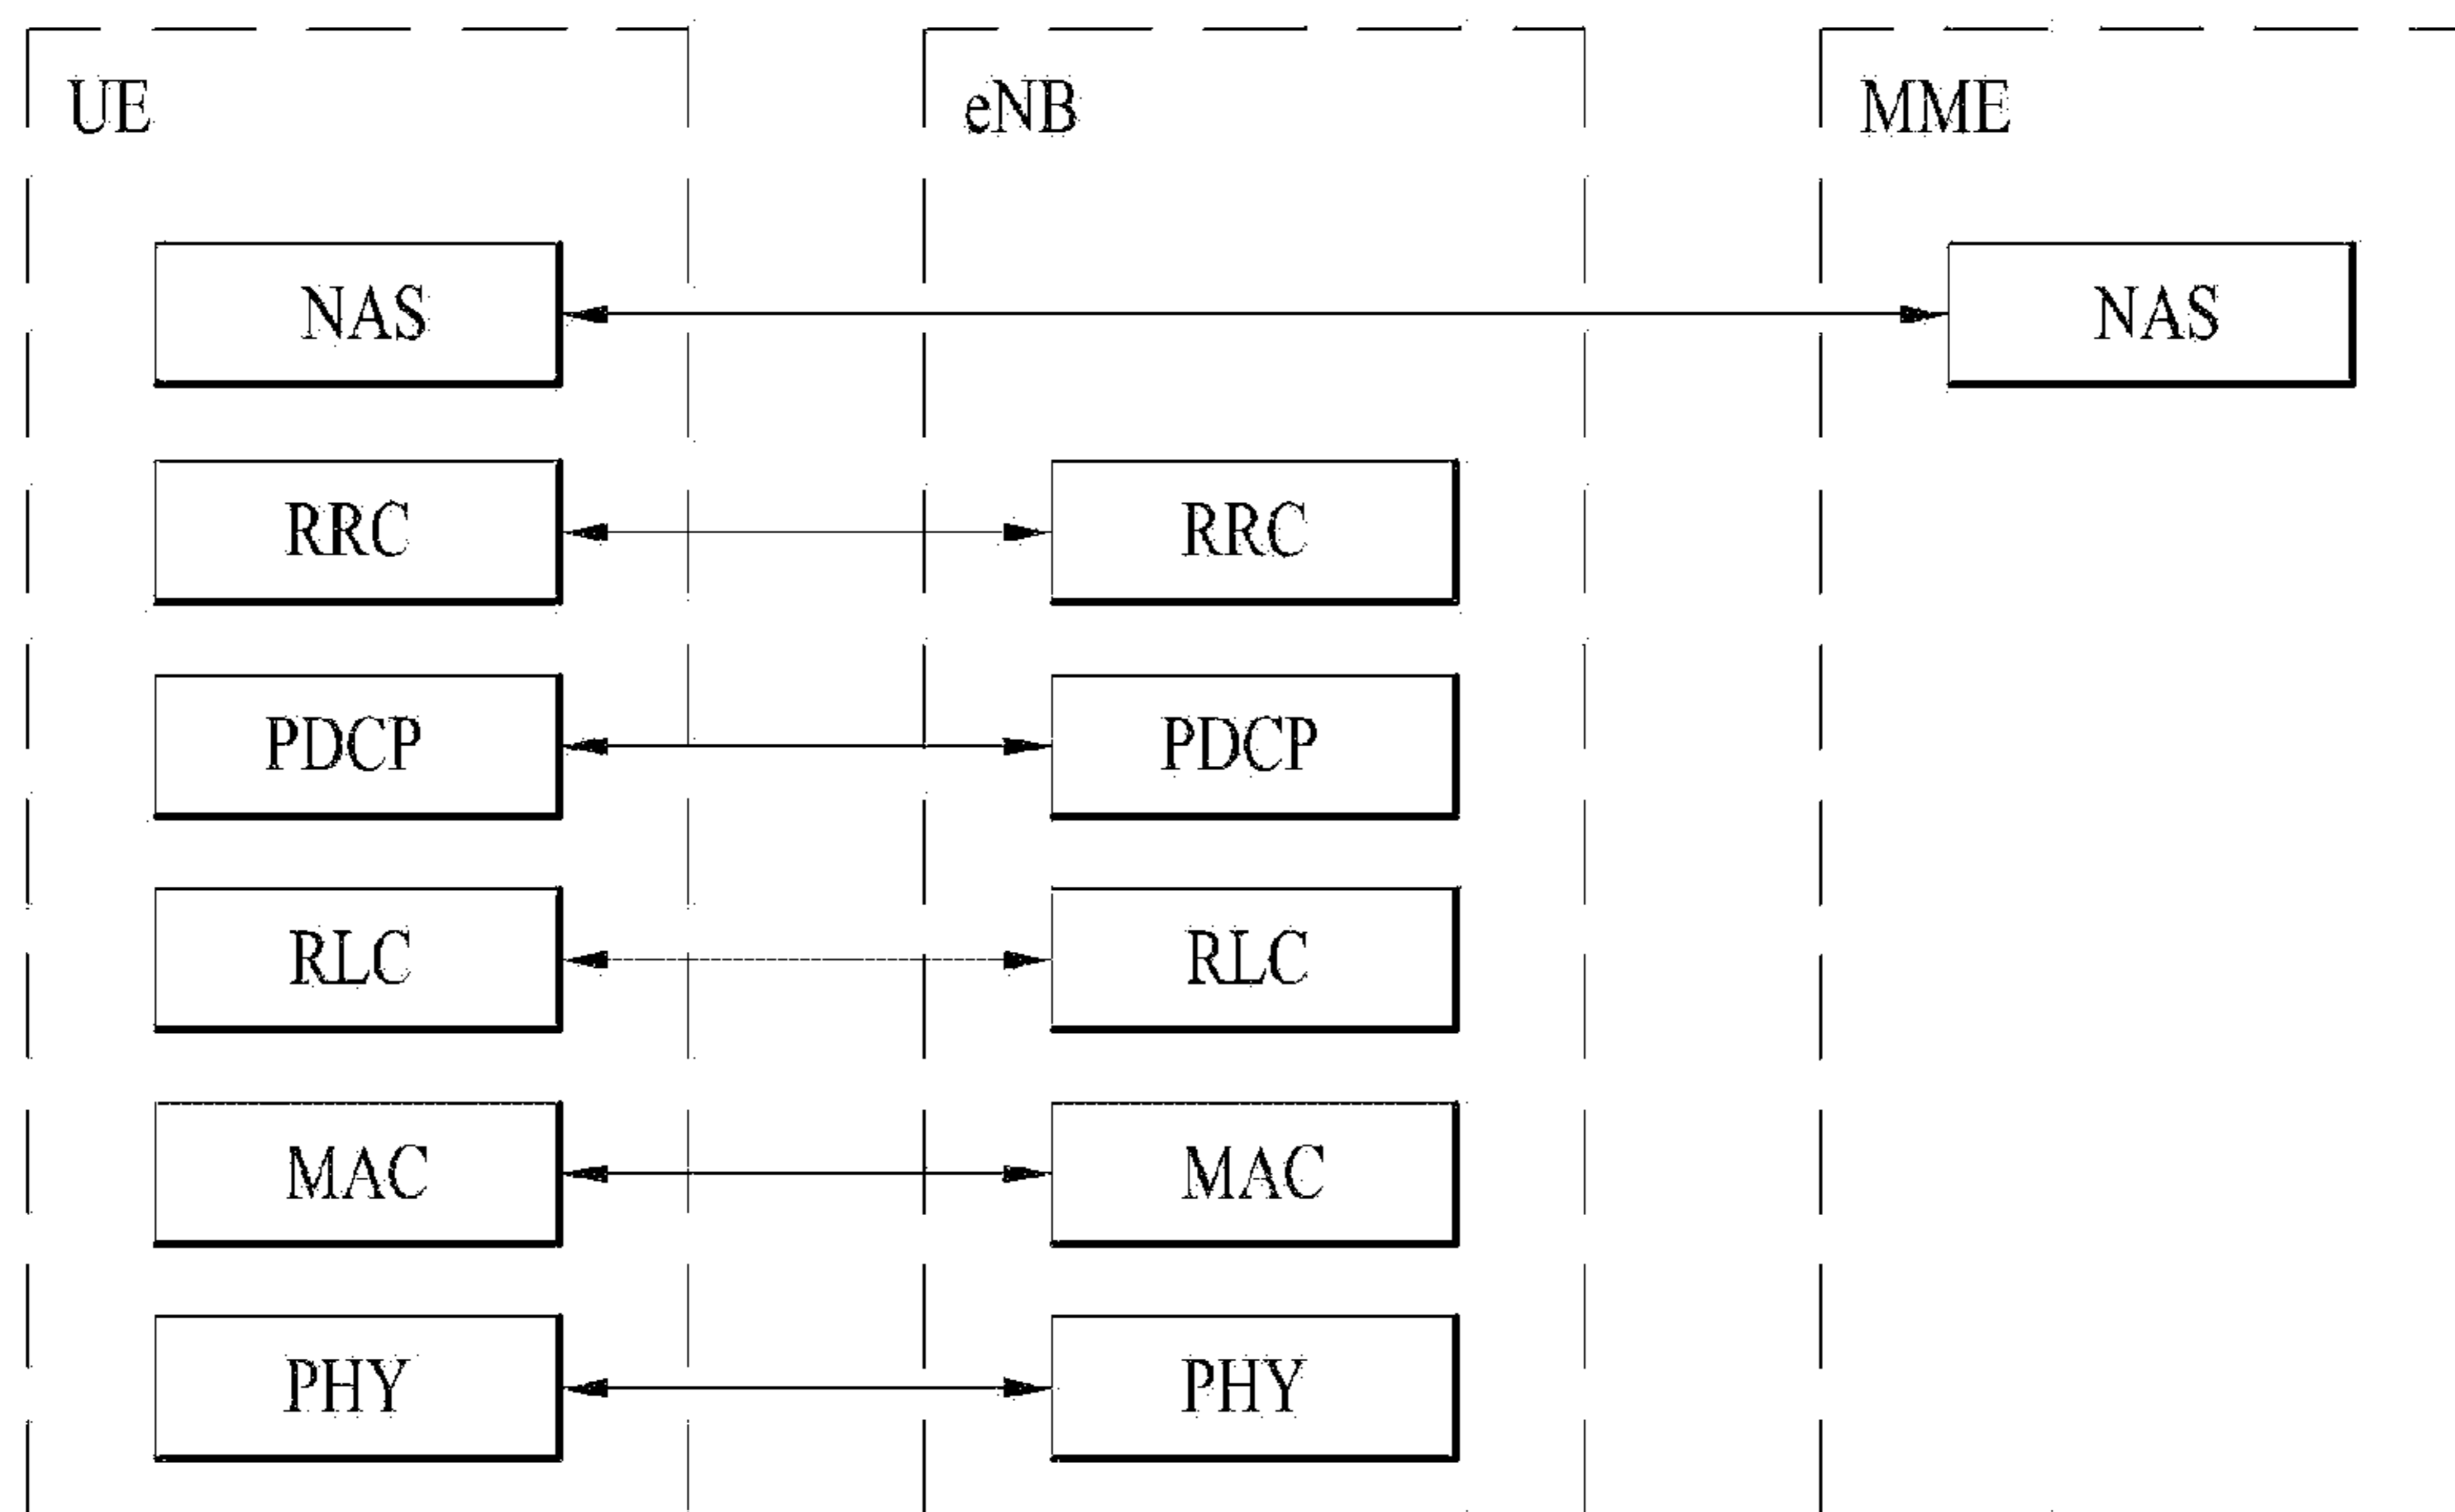 UE eNB MME
NAS NAS
RRC RRC
PDCP PDCP
RLC RLC
MAC MAC
PHY PHY